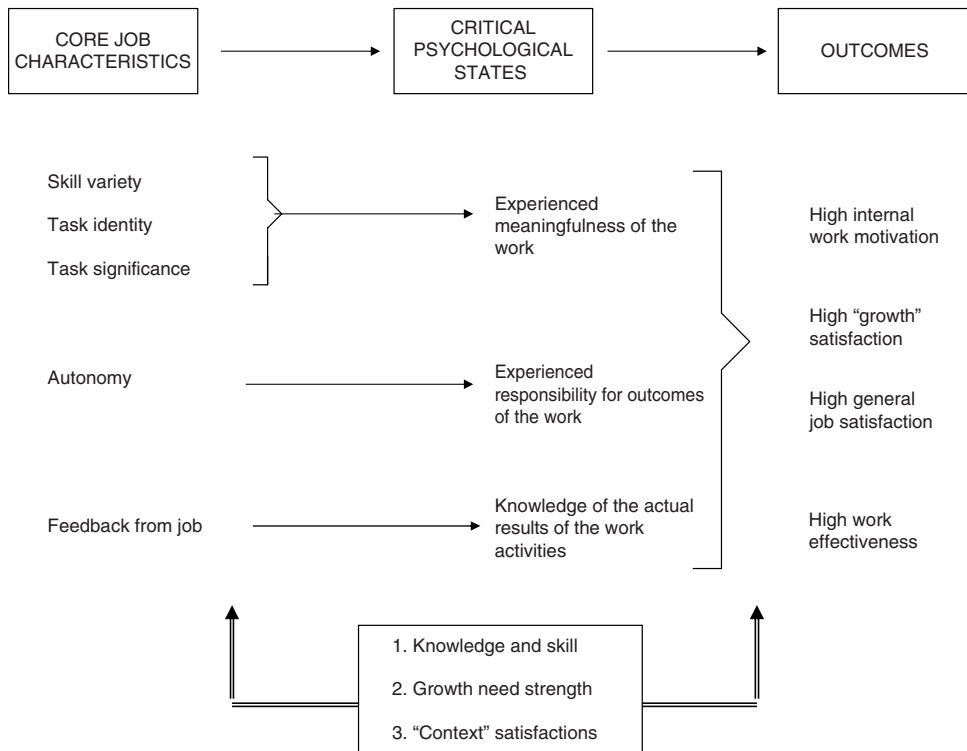 CORE JOB
CHARACTERISTICS
CRITICAL
PSYCHOLOGICAL
STATES
OUTCOMES
Skill variety
Task identity
Task significance
Experienced
meaningfulness of the
work
High internal
work motivation
High “growth”
satisfaction
Autonomy
Experienced
responsibility for outcomes
of the work
High general
job satisfaction
Feedback from job
Knowledge of the actual
results of the work
activities
High work
effectiveness
1. Knowledge and skill
2. Growth need strength
3. “Context” satisfactions